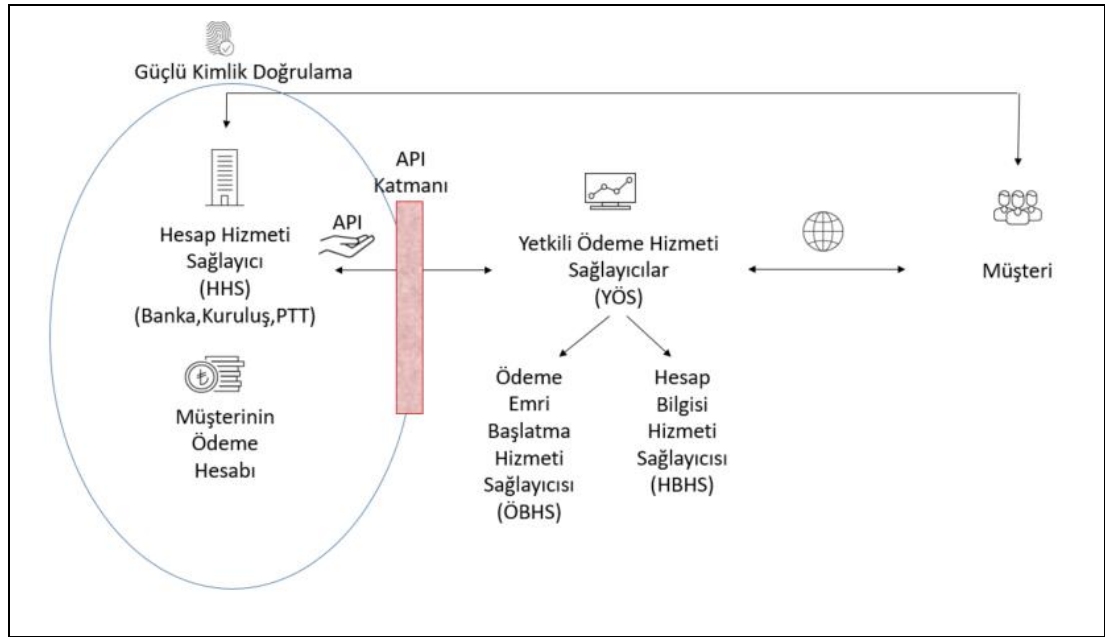 Güçlü Kimlik Doğrulama
Hesap Hizmeti
Sağlayıcı
(HHS)
(Banka,Kuruluş,PTT)
Müşterinin
Ödeme
Hesabı
API
API
Katmanı
Yetkili Ödeme Hizmeti
Sağlayıcılar
(YÖS)
Ödeme
Emri
Başlatma
Hizmeti
Sağlayıcısı
(ÖBHS)
Hesap
Bilgisi
Hizmeti
Sağlayıcısı
(HBHS)
Müşteri